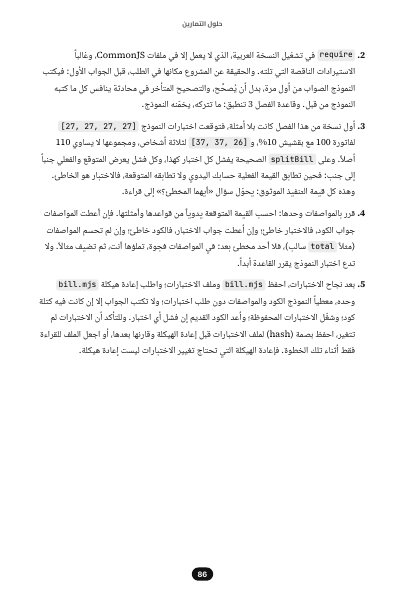 حلول التمارين
2. require في تشغيل النسخة العربية، الذي لا يعمل إلا في ملفات CommonJS، وغالباً
الاستيرادات الناقصة التي تلته. والحقيقة عن المشروع مكانها في الطلب، قبل الجواب الأول: فيكتب
النموذج الصواب من أول مرة، بدل أن يُصحَّح، والتصحيح المتأخر في محادثة ينافس كل ما كتبه
النموذج من قبل. وقاعدة الفصل 3 تنطبق: ما تتركه، يخمّنه النموذج.
3. أول نسخة من هذا الفصل كانت بلا أمثلة، فتوقعت اختبارات النموذج [27, 27, 27, 27]
لفاتورة 100 مع بقشيش 10%، و[37, 37, 26] لثلاثة أشخاص، ومجموعها لا يساوي 110
أصلاً. وعلى splitBill الصحيحة يفشل كل اختبار كهذا، وكل فشل يعرض المتوقع والفعلي جنباً
إلى جنب: فحين تطابق القيمة الفعلية حسابك اليدوي ولا تطابقه المتوقعة، فالاختبار هو الخاطئ.
وهذه كل قيمة التنفيذ الموثوق: يحوّل سؤال «أيهما المخطئ؟» إلى قراءة.
4. قرر بالمواصفات وحدها: احسب القيمة المتوقعة يدوياً من قواعدها وأمثلتها. فإن أعطت المواصفات
جواب الكود، فالاختبار خاطئ؛ وإن أعطت جواب الاختبار، فالكود خاطئ؛ وإن لم تحسم المواصفات
(مثلاً total سالب)، فلا أحد مخطئ بعد: في المواصفات فجوة، تملؤها أنت، ثم تضيف مثالاً. ولا
تدع اختبار النموذج يقرر القاعدة أبداً.
5. بعد نجاح الاختبارات، احفظ bill.mjs وملف الاختبارات؛ واطلب إعادة هيكلة bill.mjs
وحده، معطياً النموذج الكود والمواصفات دون طلب اختبارات؛ ولا تكتب الجواب إلا إن كانت فيه كتلة
كود؛ وشغّل الاختبارات المحفوظة؛ وأعد الكود القديم إن فشل أي اختبار. وللتأكد أن الاختبارات لم
تتغير، احفظ بصمة (hash) لملف الاختبارات قبل إعادة الهيكلة وقارنها بعدها، أو اجعل الملف للقراءة
فقط أثناء تلك الخطوة. فإعادة الهيكلة التي تحتاج تغيير الاختبارات ليست إعادة هيكلة.
86